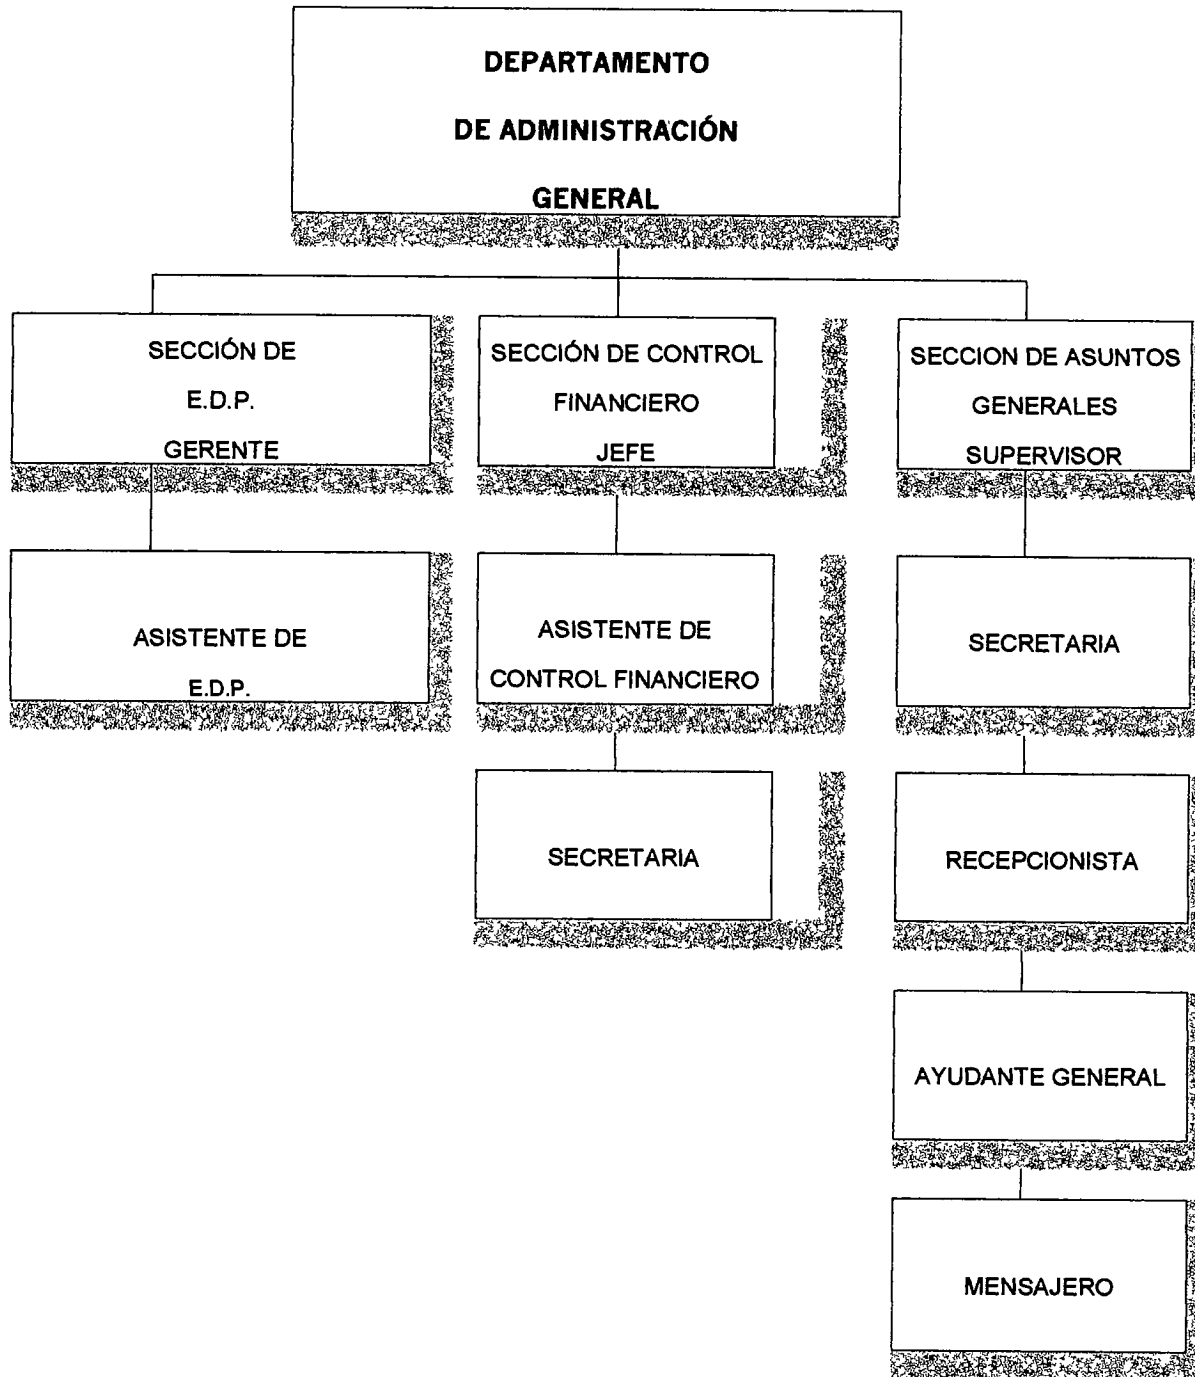 DEPARTAMENTO
DE ADMINISTRACIÓN
GENERAL
SECCIÓN DE
E.D.P.
GERENTE
SECCIÓN DE CONTROL
FINANCIERO
JEFE
SECCION DE ASUNTOS
GENERALES
SUPERVISOR
ASISTENTE DE
E.D.P.
ASISTENTE DE
CONTROL FINANCIERO
SECRETARIA
SECRETARIA
RECEPCIONISTA
AYUDANTE GENERAL
MENSAJERO